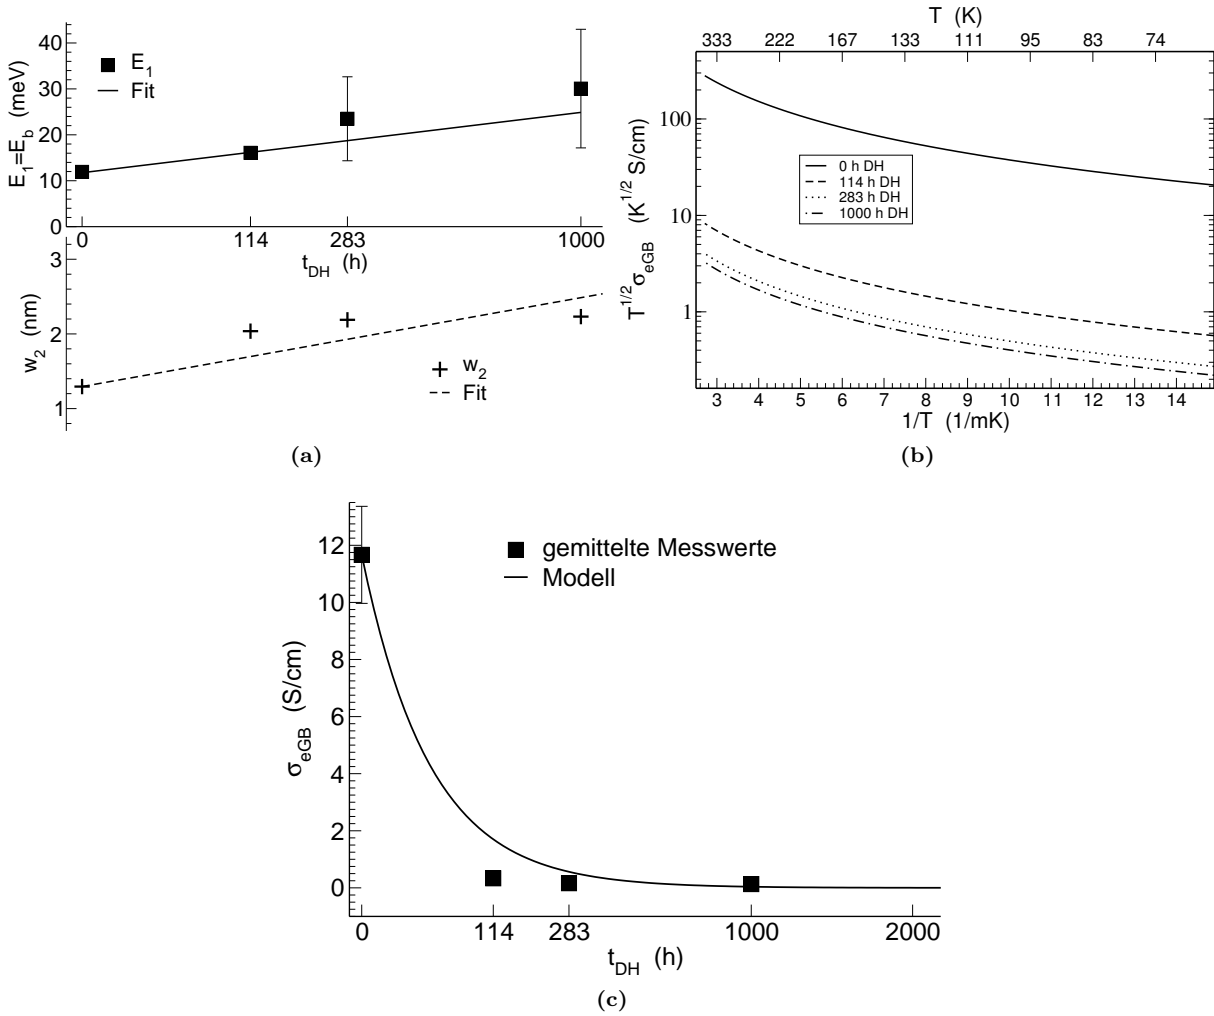 40
30
20
10
0
E_1=E_b (meV)
E_1
Fit
0
114
283
1000
t_DH (h)
3
2
1
w_2 (nm)
w_2
Fit
(a)
T (K)
333
222
167
133
111
95
83
74
100
10
1
T^1/2 σ_eGB (K^1/2 S/cm)
0 h DH
114 h DH
283 h DH
1000 h DH
3
4
5
6
7
8
9
10
11
12
13
14
1/T (1/mK)
(b)
12
10
8
6
4
2
0
σ_eGB (S/cm)
gemittelte Messwerte
Modell
0
114
283
1000
2000
t_DH (h)
(c)